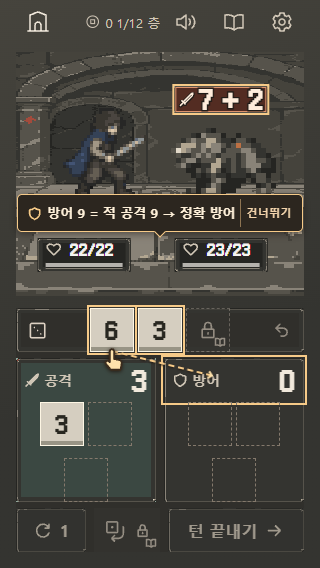 0 1/12 층
7 + 2
방어 9 = 적 공격 9 → 정확 방어 건너뛰기
22/22 23/23
6 3
공격 3 방어 0
3
1 턴 끝내기 →